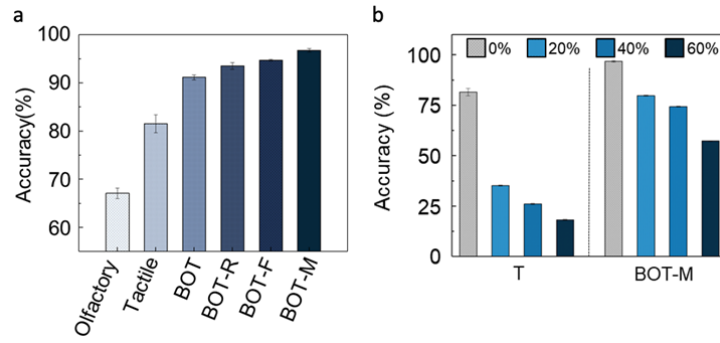 a
Accuracy(%)
100
90
80
70
60
Olfactory
Tactile
BOT
BOT-R
BOT-F
BOT-M
b
0% 20% 40% 60%
Accuracy (%)
100
75
50
25
0
T BOT-M